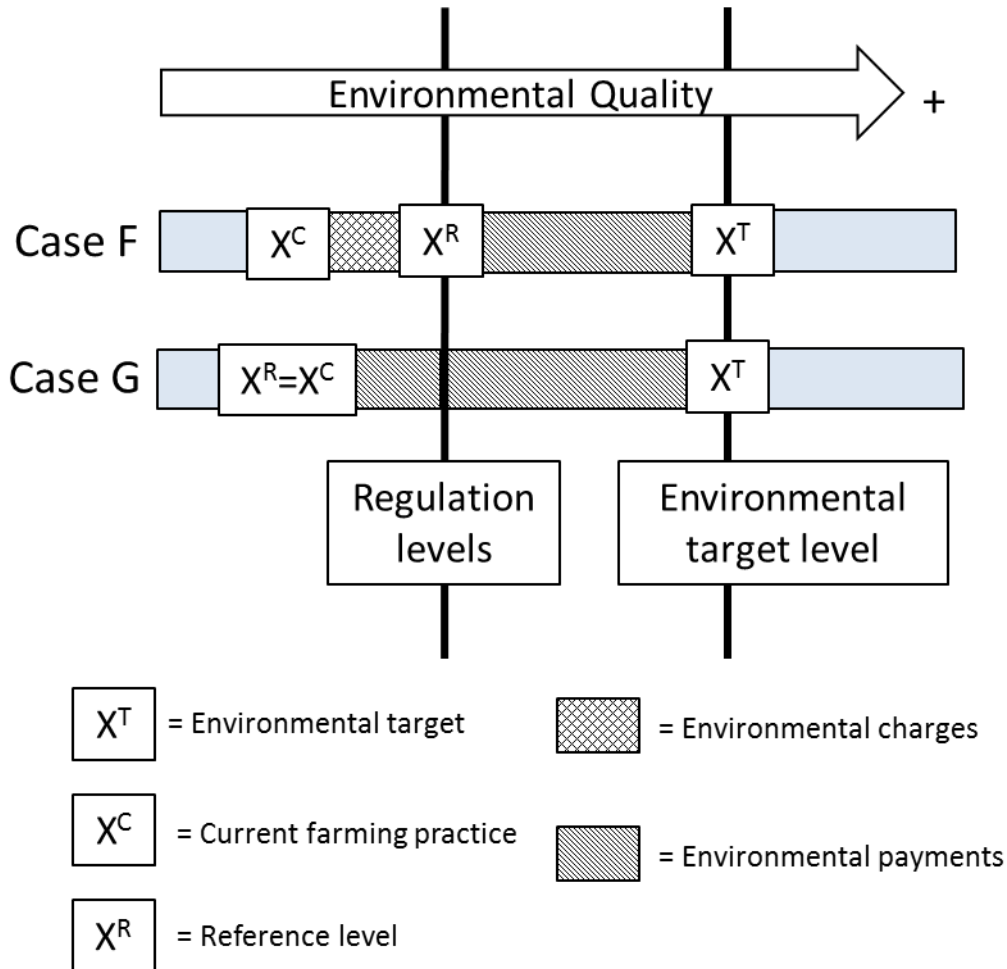 Environmental Quality
+
Case F
X^C
X^R
X^T
Case G
X^R=X^C
X^T
Regulation
levels
Environmental
target level
X^T = Environmental target
= Environmental charges
X^C = Current farming practice
= Environmental payments
X^R = Reference level